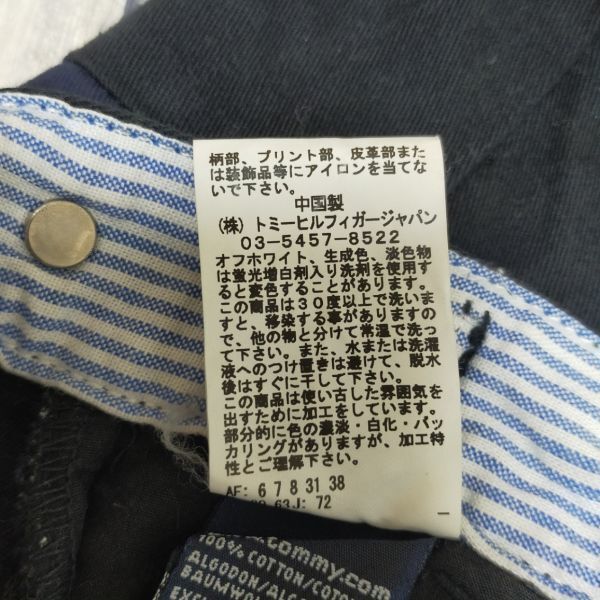 柄部、プリント部、皮革部また
は装飾品等にアイロンを当てな
いで下さい。
中国製
(株) トミーヒルフィガージャパン
03-5457-8522
オフホワイト、生成色、淡色物
は蛍光増白剤入り洗剤を使用す
ると変色することがあります。
この商品は30度以上で洗いま
すと、移染する事がありますの
で、他の物と分けて常温で洗っ
て下さい。また、水または洗濯
液へのつけ置きは避けて、脱水
後はすぐに干して下さい。
この商品は使い古した雰囲気を
出すために加工をしています。
部分的に色の濃淡・白化・パッ
カリングがありますが、加工特
性とご理解下さい。
AF: 6 7 8 31 38
63J: 72
tommy.com
100% COTTON/COTON
ALGODON/ALGOD
BAUMWOL